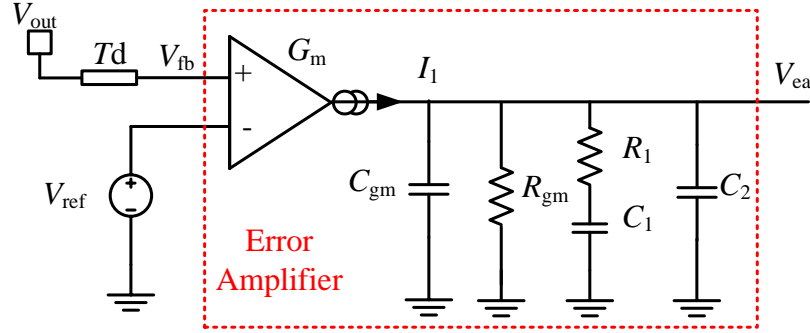 Vout
Td
Vfb
Gm
I1
Vea
+
-
Vref
+
-
Cgm
Rgm
R1
C1
C2
Error
Amplifier